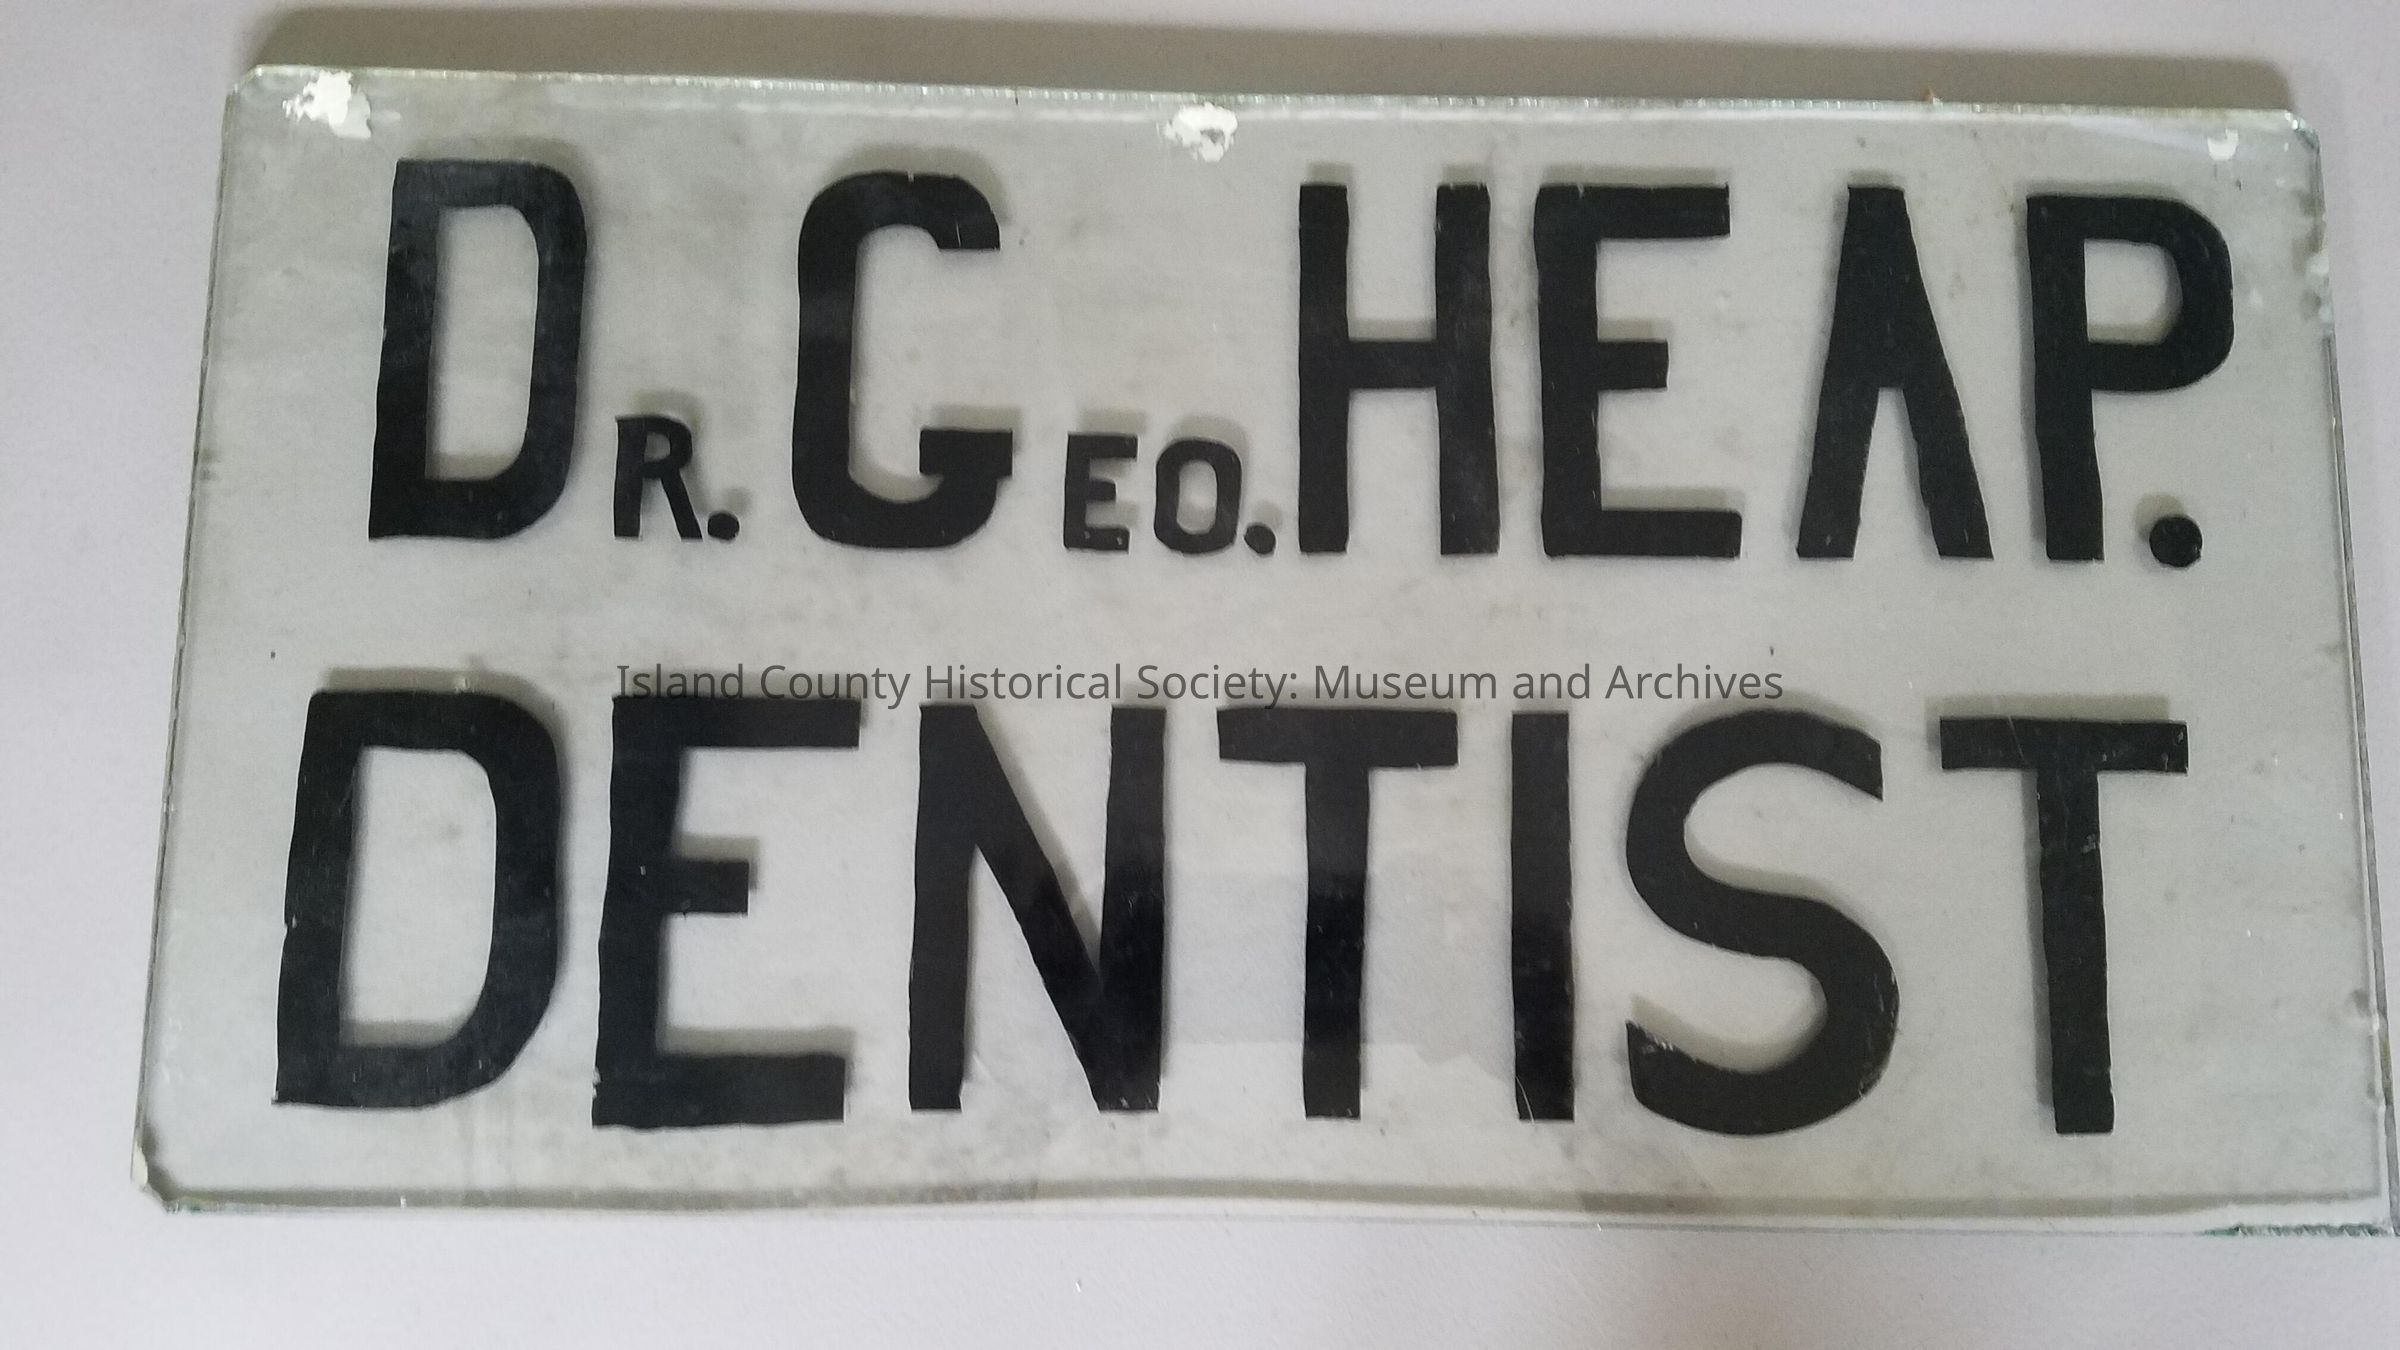 DR. GEO. HEAP.
Island County Historical Society: Museum and Archives
DENTIST